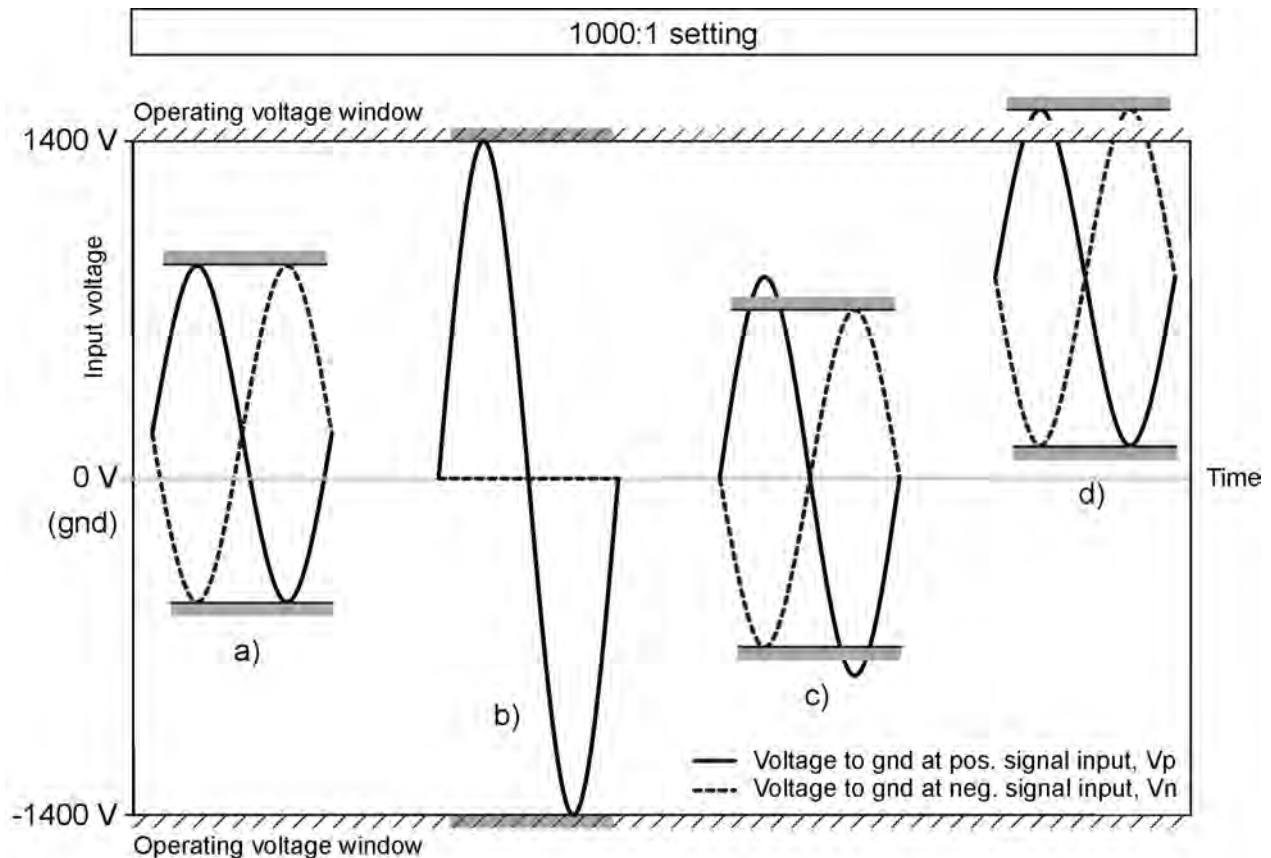 1000:1 setting
Operating voltage window
1400 V
Input voltage
0 V
(gnd)
Time
a)
b)
c)
d)
Voltage to gnd at pos. signal input, Vp
Voltage to gnd at neg. signal input, Vn
-1400 V
Operating voltage window